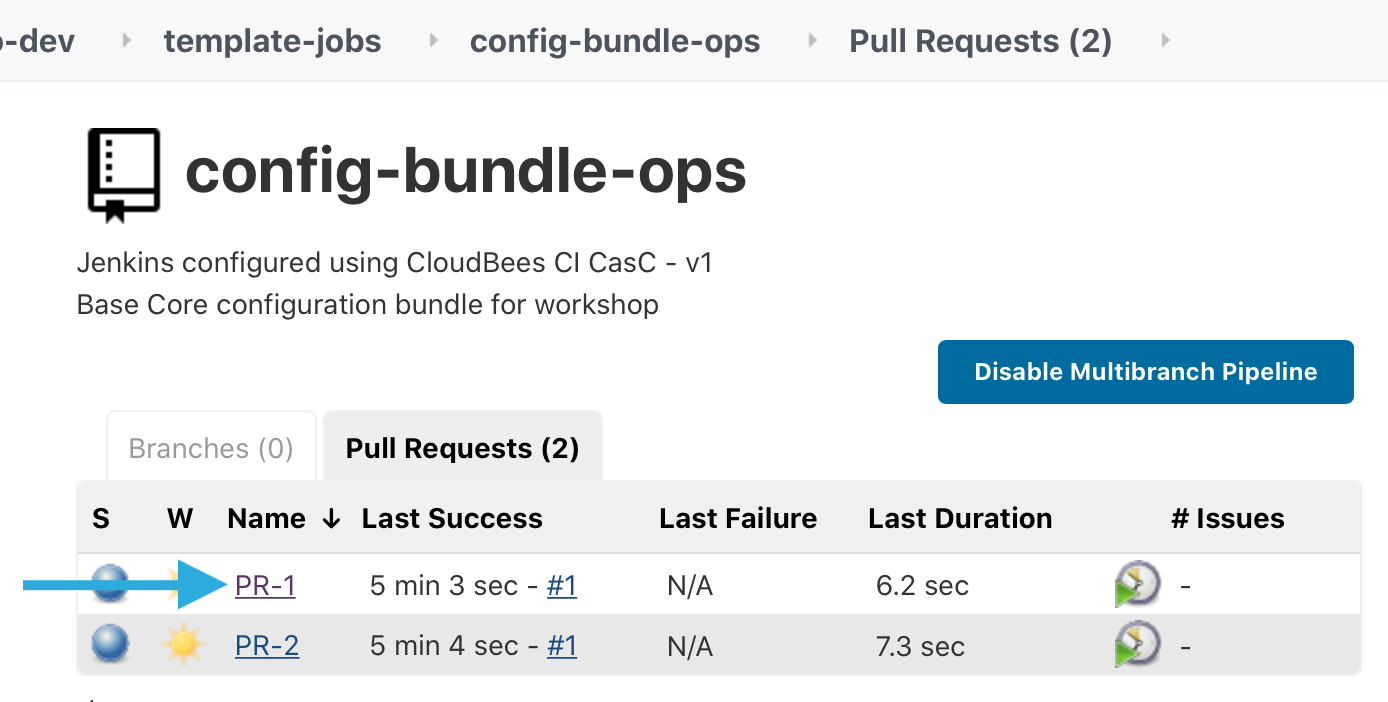 -dev template-jobs config-bundle-ops Pull Requests (2)
config-bundle-ops
Jenkins configured using CloudBees CI CasC - v1
Base Core configuration bundle for workshop
Disable Multibranch Pipeline
Branches (0) Pull Requests (2)
S W Name ↓ Last Success Last Failure Last Duration # Issues
PR-1 5 min 3 sec - #1 N/A 6.2 sec -
PR-2 5 min 4 sec - #1 N/A 7.3 sec -